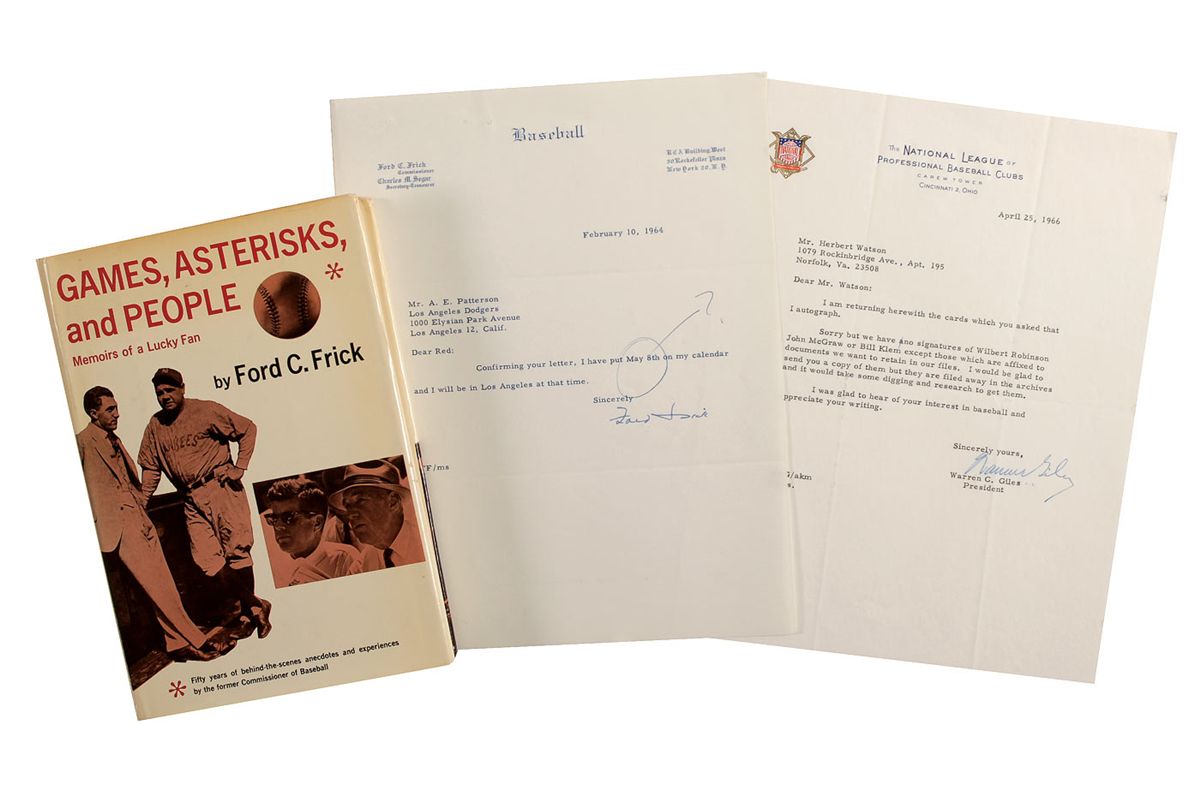 GAMES, ASTERISKS,
and PEOPLE *
Memoirs of a Lucky Fan
by Ford C. Frick
YANKEES
* Fifty years of behind-the-scenes anecdotes and experiences
by the former Commissioner of Baseball
Baseball
Ford C. Frick
Commissioner
Charles M. Segar
Secretary-Treasurer
RCA Building West
30 Rockefeller Plaza
New York 20, N. Y.
February 10, 1964
Mr. A. E. Patterson
Los Angeles Dodgers
1000 Elysian Park Avenue
Los Angeles 12, Calif.
Dear Red:
Confirming your letter, I have put May 8th on my calendar
and I will be in Los Angeles at that time.
?
Sincerely
Ford Frick
F/ms
The NATIONAL LEAGUE OF
PROFESSIONAL BASEBALL CLUBS
CAREW TOWER
CINCINNATI 2, OHIO
April 25, 1966
Mr. Herbert Watson
1079 Rockinbridge Ave., Apt. 195
Norfolk, Va. 23508
Dear Mr. Watson:
I am returning herewith the cards which you asked that
I autograph.
Sorry but we have no signatures of Wilbert Robinson
John McGraw or Bill Klem except those which are affixed to
documents we want to retain in our files. I would be glad to
send you a copy of them but they are filed away in the archives
and it would take some digging and research to get them.
I was glad to hear of your interest in baseball and
ppreciate your writing.
Sincerely yours,
Warren Giles
Warren C. Giles
President
G/akm
s.